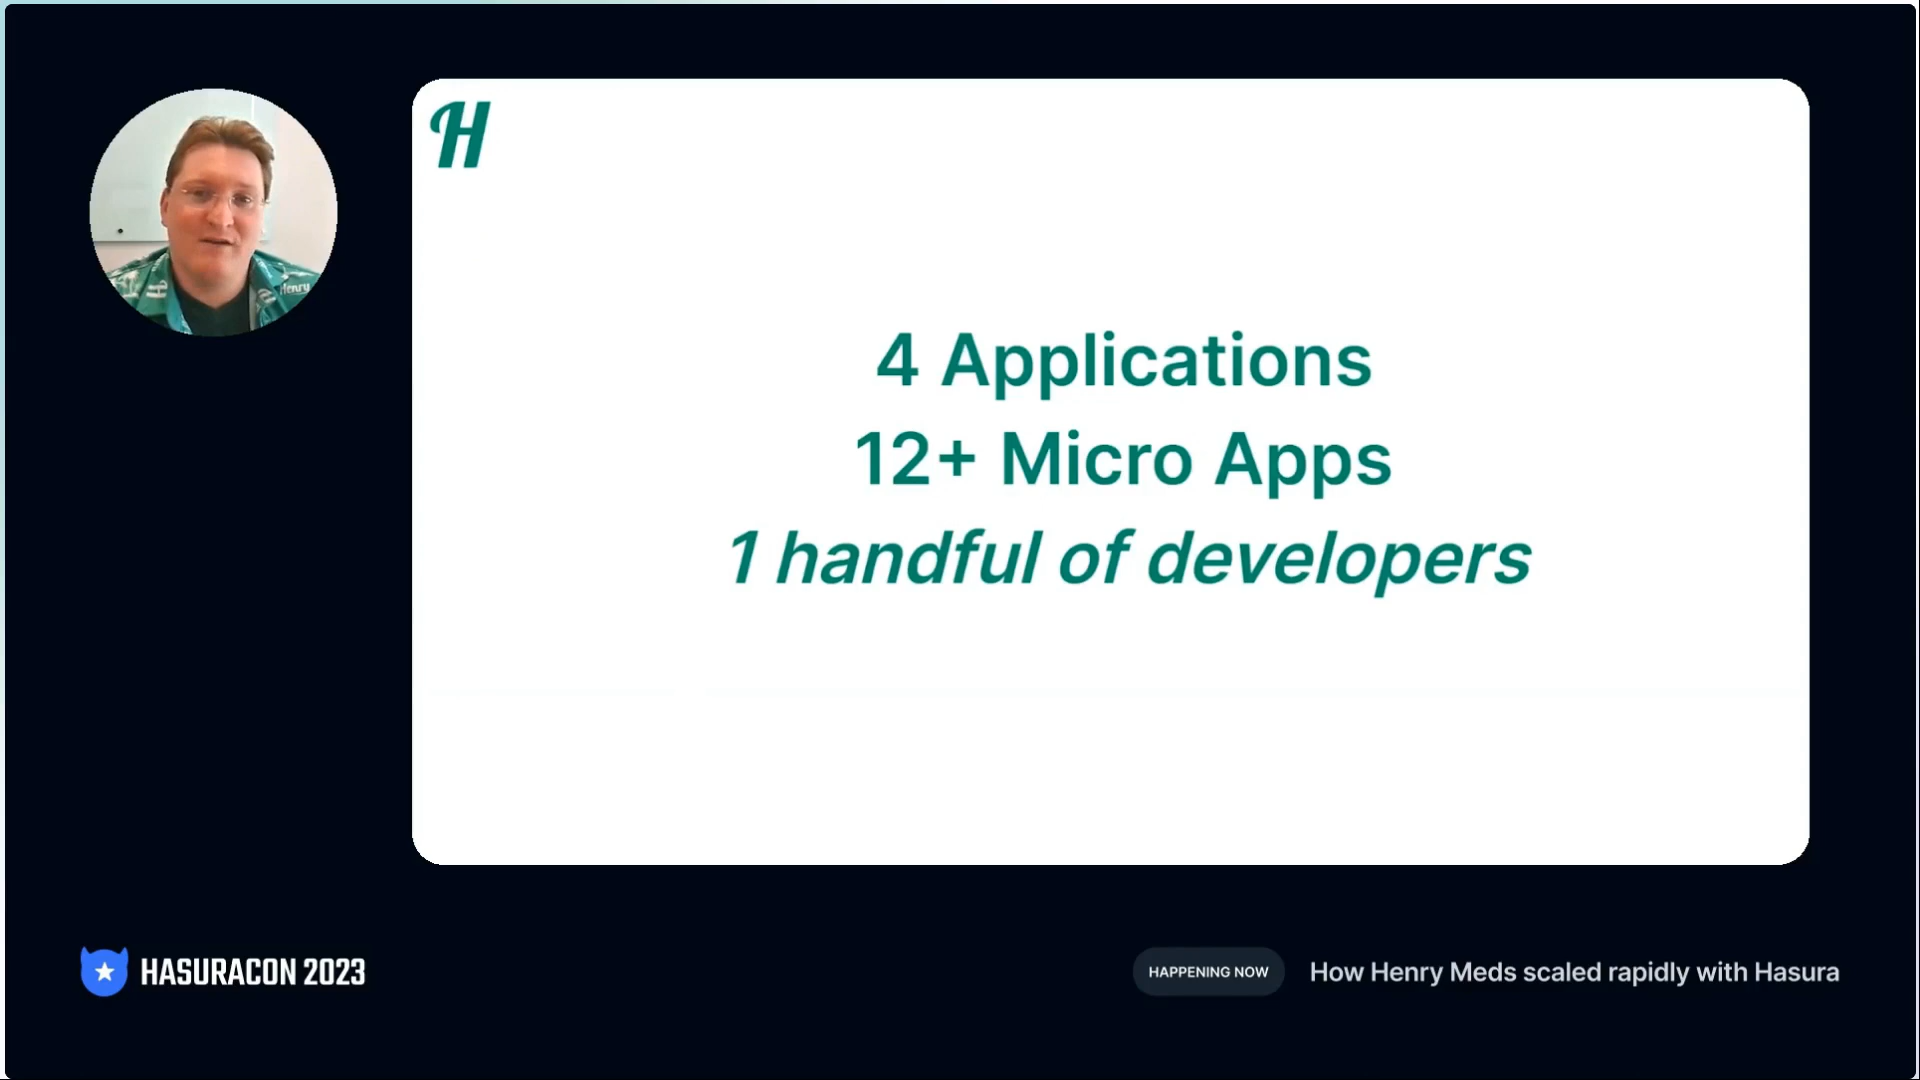 H
4 Applications
12+ Micro Apps
1 handful of developers
Henry
HASURACON 2023
HAPPENING NOW
How Henry Meds scaled rapidly with Hasura